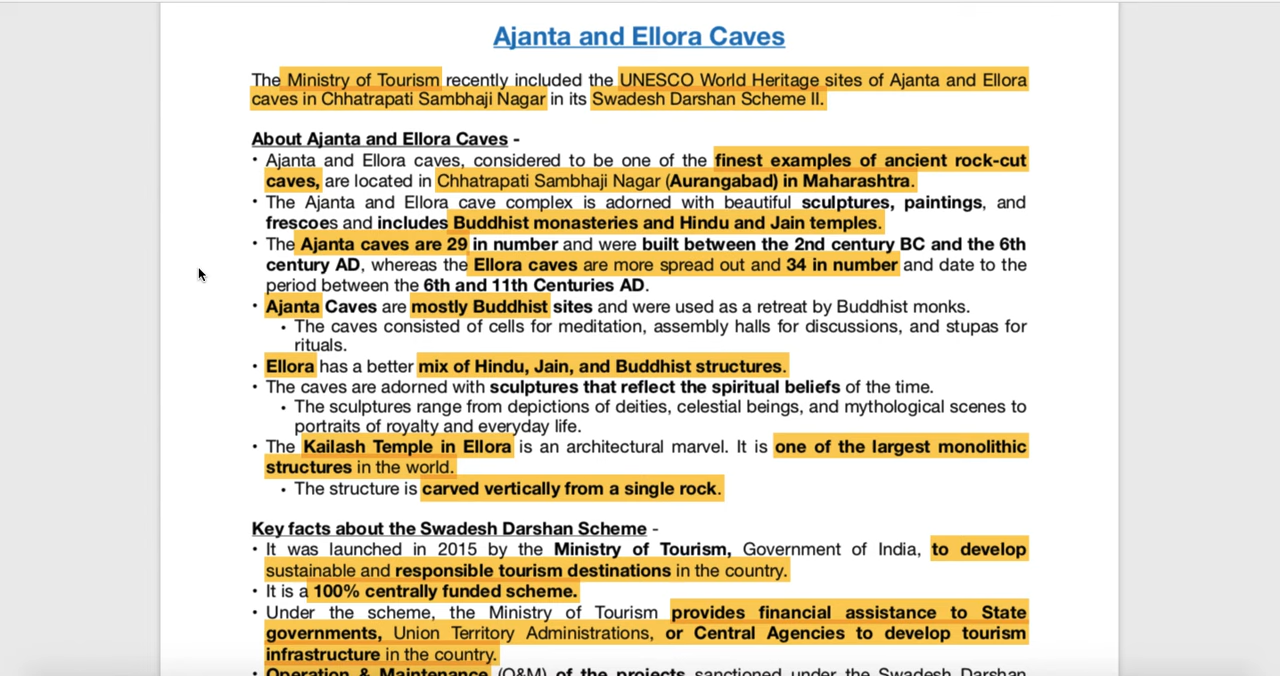 Ajanta and Ellora Caves
The Ministry of Tourism recently included the UNESCO World Heritage sites of Ajanta and Ellora
caves in Chhatrapati Sambhaji Nagar in its Swadesh Darshan Scheme II.
About Ajanta and Ellora Caves -
• Ajanta and Ellora caves, considered to be one of the finest examples of ancient rock-cut
caves, are located in Chhatrapati Sambhaji Nagar (Aurangabad) in Maharashtra.
• The Ajanta and Ellora cave complex is adorned with beautiful sculptures, paintings, and
frescoes and includes Buddhist monasteries and Hindu and Jain temples.
• The Ajanta caves are 29 in number and were built between the 2nd century BC and the 6th
century AD, whereas the Ellora caves are more spread out and 34 in number and date to the
period between the 6th and 11th Centuries AD.
• Ajanta Caves are mostly Buddhist sites and were used as a retreat by Buddhist monks.
• The caves consisted of cells for meditation, assembly halls for discussions, and stupas for
rituals.
• Ellora has a better mix of Hindu, Jain, and Buddhist structures.
• The caves are adorned with sculptures that reflect the spiritual beliefs of the time.
• The sculptures range from depictions of deities, celestial beings, and mythological scenes to
portraits of royalty and everyday life.
• The Kailash Temple in Ellora is an architectural marvel. It is one of the largest monolithic
structures in the world.
• The structure is carved vertically from a single rock.
Key facts about the Swadesh Darshan Scheme -
• It was launched in 2015 by the Ministry of Tourism, Government of India, to develop
sustainable and responsible tourism destinations in the country.
• It is a 100% centrally funded scheme.
• Under the scheme, the Ministry of Tourism provides financial assistance to State
governments, Union Territory Administrations, or Central Agencies to develop tourism
infrastructure in the country.
• Operation & Maintenance (O&M) of the projects sanctioned under the Swadesh Darshan